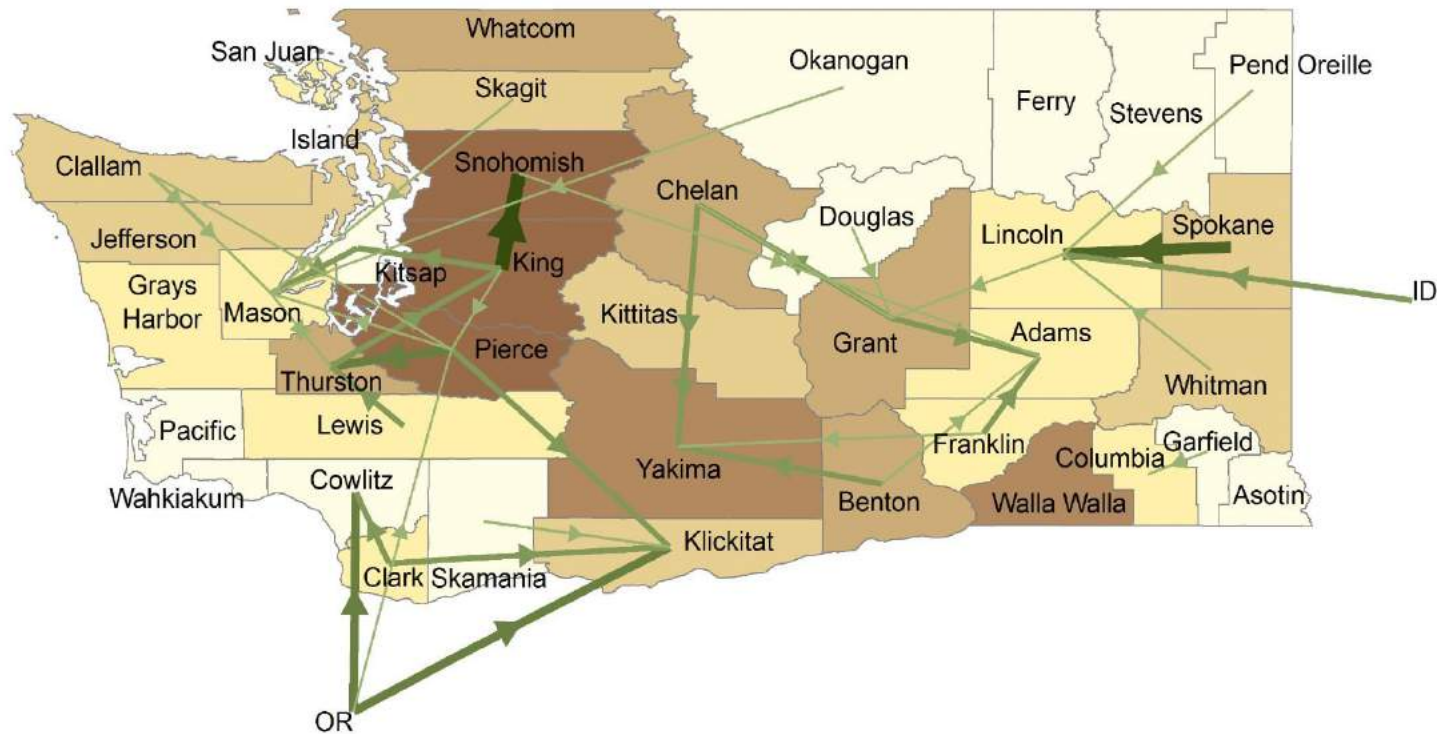 Whatcom
San Juan
Okanogan
Pend Oreille
Skagit
Ferry
Stevens
Island
Clallam
Snohomish
Chelan
Douglas
Jefferson
Lincoln
Spokane
Kitsap
King
Grays
Harbor
Mason
ID
Kittitas
Adams
Grant
Pierce
Thurston
Whitman
Lewis
Pacific
Franklin
Garfield
Columbia
Yakima
Cowlitz
Wahkiakum
Benton
Walla Walla
Asotin
Klickitat
Clark
Skamania
OR